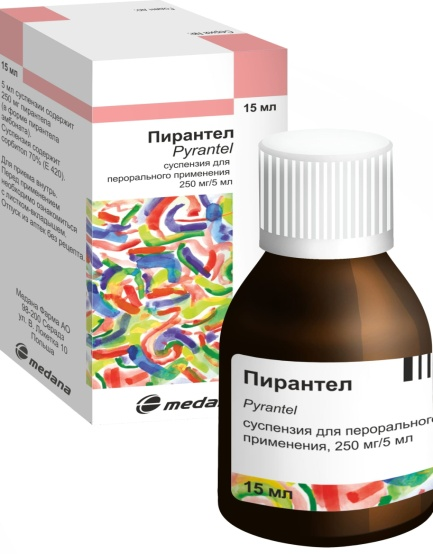 15 мл
5 мл суспензии содержит
250 мг пирантела
(в форме пирантела
эмбоната).
Суспензия содержит
сорбитол 70% (Е 420).
Для приема внутрь.
Перед применением
необходимо ознакомиться
с листком-вкладышем.
Отпуск из аптек без рецепта.
Медана Фарма АО
98-200 Серадз
ул. В. Локетка 10
Польша
medana
15 мл
Пирантел
Pyrantel
суспензия для
перорального применения
250 мг/5 мл
medana
Пирантел
Pyrantel
суспензия для перорального
применения, 250 мг/5 мл
15 мл